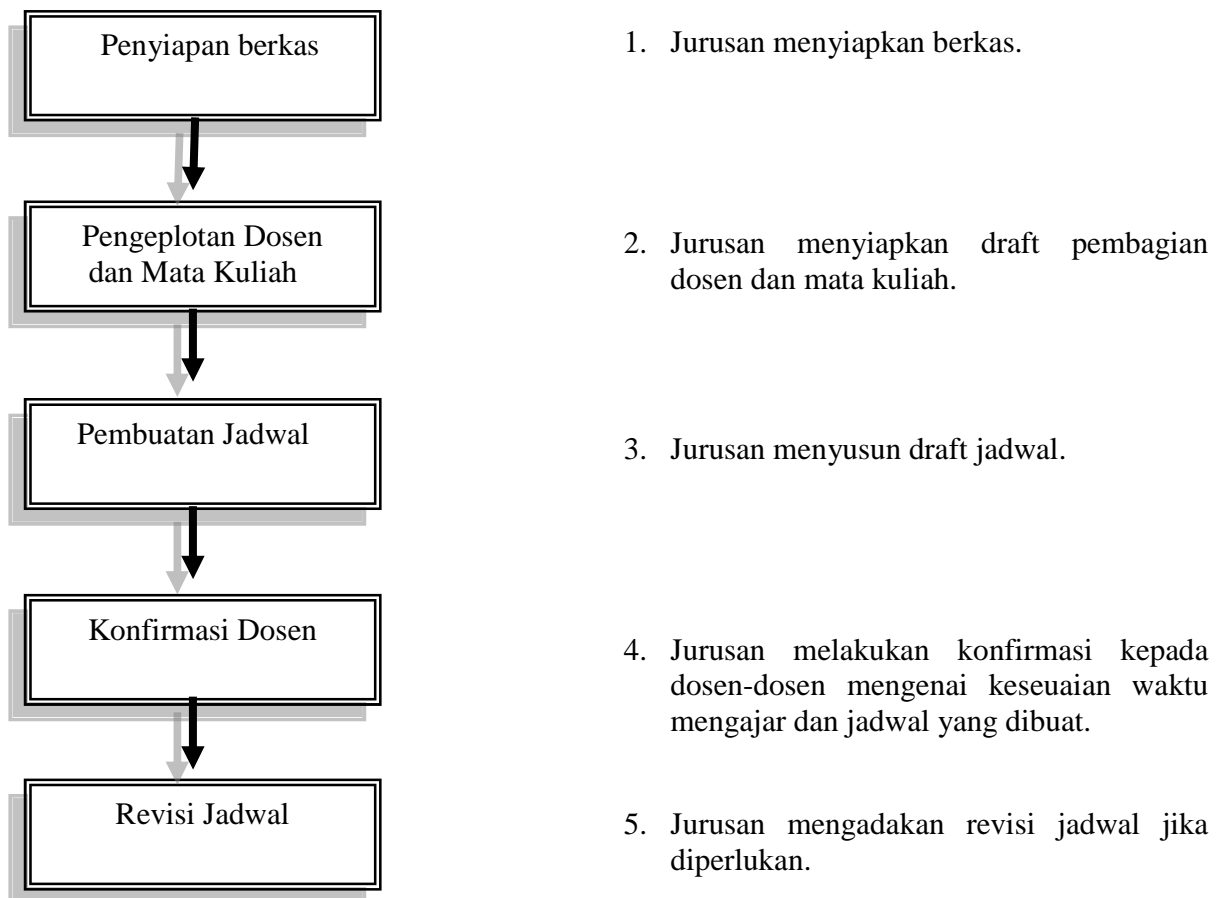 Penyiapan berkas
1. Jurusan menyiapkan berkas.
Pengeplotan Dosen
dan Mata Kuliah
2. Jurusan menyiapkan draft pembagian
dosen dan mata kuliah.
Pembuatan Jadwal
3. Jurusan menyusun draft jadwal.
Konfirmasi Dosen
4. Jurusan melakukan konfirmasi kepada
dosen-dosen mengenai keseuaian waktu
mengajar dan jadwal yang dibuat.
Revisi Jadwal
5. Jurusan mengadakan revisi jadwal jika
diperlukan.